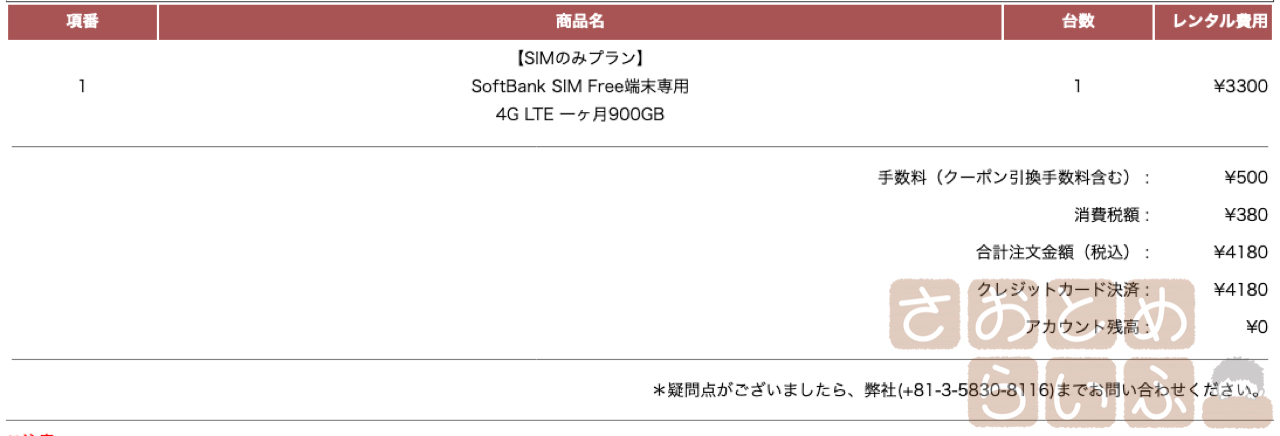 項番 商品名 台数 レンタル費用
【SIMのみプラン】
1 SoftBank SIM Free端末専用 1 ¥3300
4G LTE 一ヶ月900GB
手数料（クーポン引換手数料含む）: ¥500
消費税額: ¥380
合計注文金額（税込）: ¥4180
クレジットカード決済: ¥4180
アカウント残高: ¥0
＊疑問点がございましたら、弊社(+81-3-5830-8116)までお問い合わせください。
さおとめ
らいふ